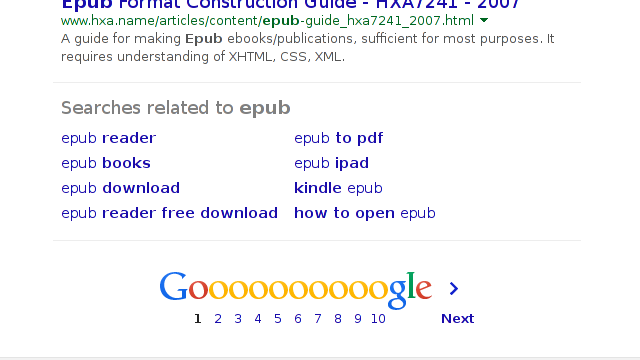 Epub Format Construction Guide - HXA7241 - 2007
www.hxa.name/articles/content/epub-guide_hxa7241_2007.html
A guide for making Epub ebooks/publications, sufficient for most purposes. It
requires understanding of XHTML, CSS, XML.
Searches related to epub
epub reader
epub to pdf
epub books
epub ipad
epub download
kindle epub
epub reader free download
how to open epub
Goooooooooogle
1 2 3 4 5 6 7 8 9 10 Next